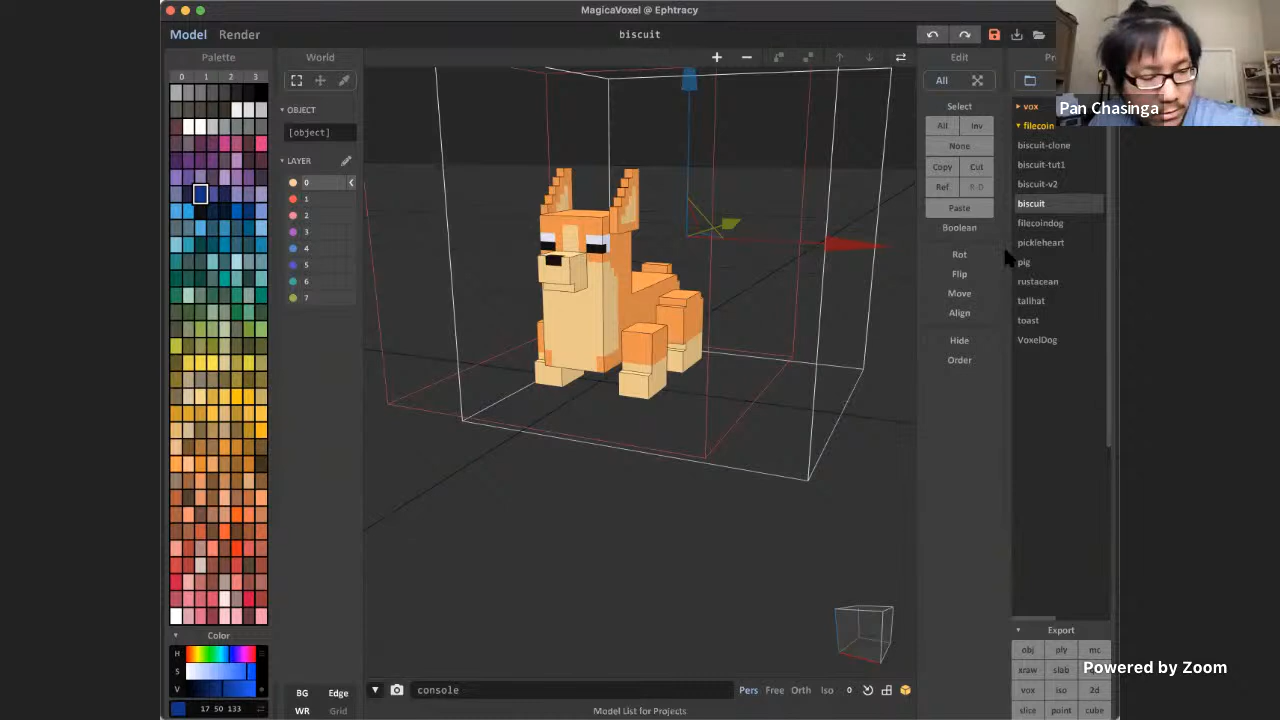 MagicaVoxel @ Ephtracy
Model Render
biscuit
Palette
0 1 2 3
Color
H
S
V
17 50 133
World
OBJECT
[object]
LAYER
0
1
2
3
4
5
6
7
BG Edge
WR Grid
console
Pers Free Orth Iso 0
Model List for Projects
Edit
All
Select
All Inv
None
Copy Cut
Ref R-D
Paste
Boolean
Rot
Flip
Move
Align
Hide
Order
Pr
vox
filecoin
biscuit-clone
biscuit-tut1
biscuit-v2
biscuit
filecoindog
pickleheart
pig
rustacean
tallhat
toast
VoxelDog
Export
obj ply mc
xraw slab
vox iso 2d
slice point cube
Pan Chasinga
Powered by Zoom